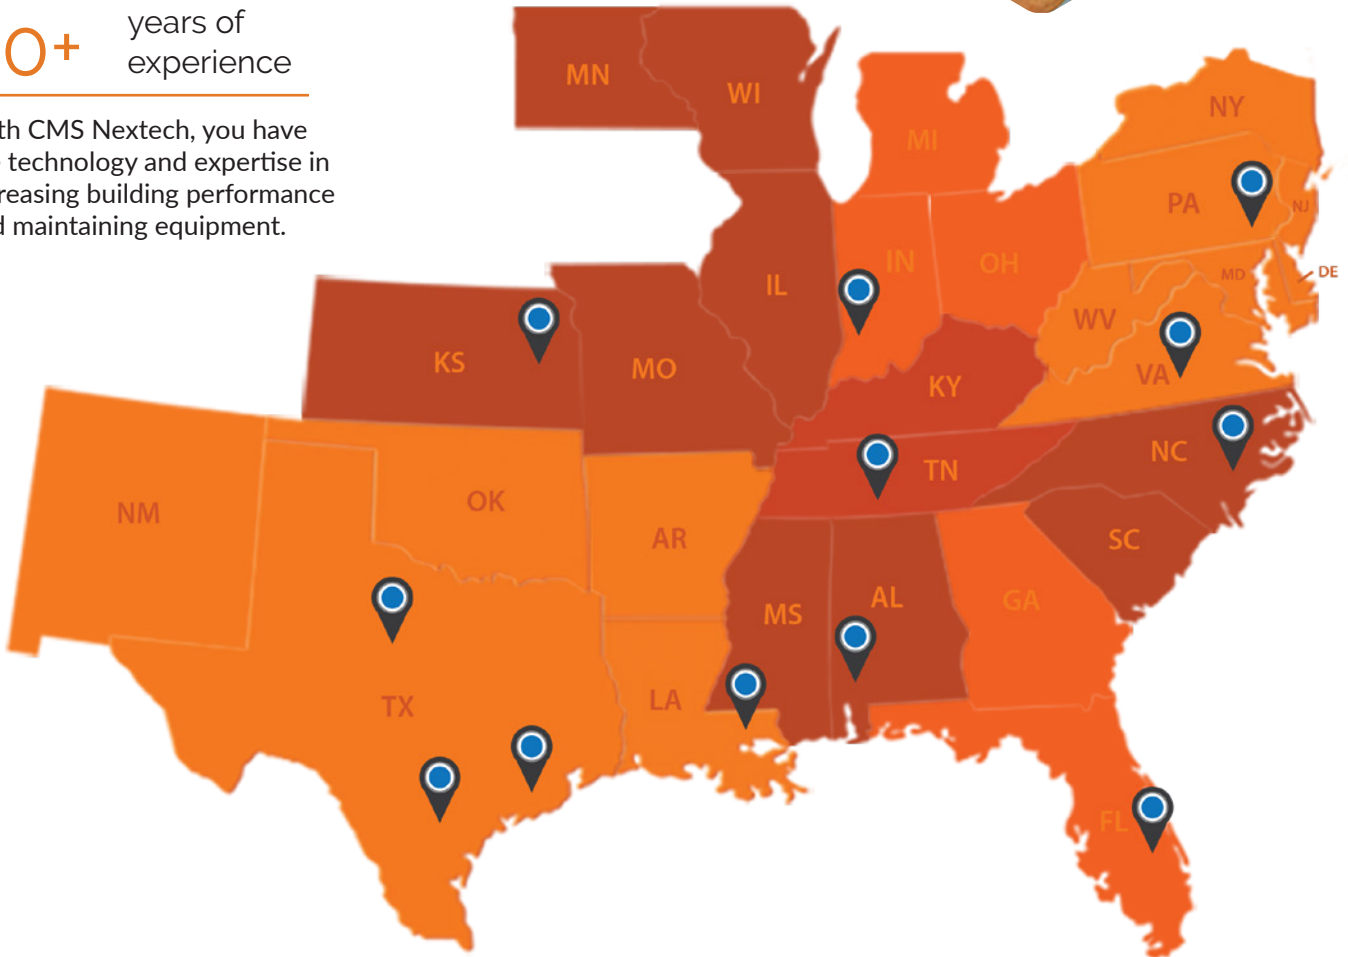 0+
years of
experience
th CMS Nextech, you have
technology and expertise in
reasing building performance
d maintaining equipment.
MN
WI
NY
MI
PA
NJ
IN
OH
IL
MD
DE
WV
KS
MO
VA
KY
NC
TN
OK
NM
AR
SC
AL
GA
MS
LA
TX
FL